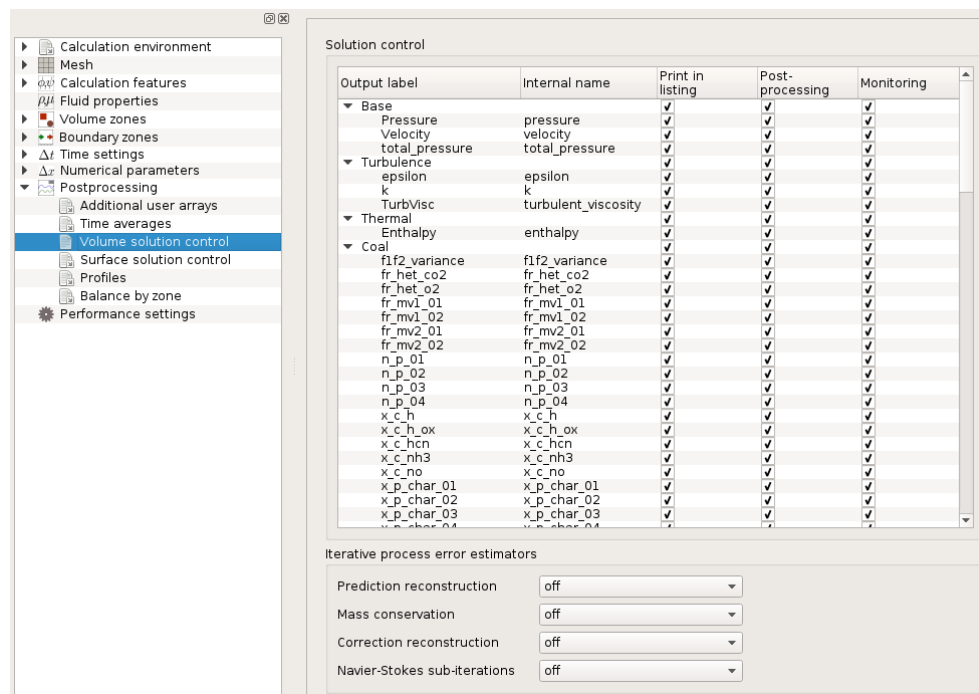 Calculation environment
Mesh
Calculation features
Fluid properties
Volume zones
Boundary zones
Δt Time settings
Δx Numerical parameters
Postprocessing
Additional user arrays
Time averages
Volume solution control
Surface solution control
Profiles
Balance by zone
Performance settings
Solution control
Output label Internal name Print in listing Post-processing Monitoring
Base
Pressure pressure
Velocity velocity
total_pressure total_pressure
Turbulence
epsilon epsilon
k k
TurbVisc turbulent_viscosity
Thermal
Enthalpy enthalpy
Coal
f1f2_variance f1f2_variance
fr_het_co2 fr_het_co2
fr_het_o2 fr_het_o2
fr_mv1_01 fr_mv1_01
fr_mv1_02 fr_mv1_02
fr_mv2_01 fr_mv2_01
fr_mv2_02 fr_mv2_02
n_p_01 n_p_01
n_p_02 n_p_02
n_p_03 n_p_03
n_p_04 n_p_04
x_c_h x_c_h
x_c_h_ox x_c_h_ox
x_c_hcn x_c_hcn
x_c_nh3 x_c_nh3
x_c_no x_c_no
x_p_char_01 x_p_char_01
x_p_char_02 x_p_char_02
x_p_char_03 x_p_char_03
x_p_char_04 x_p_char_04
Iterative process error estimators
Prediction reconstruction off
Mass conservation off
Correction reconstruction off
Navier-Stokes sub-iterations off